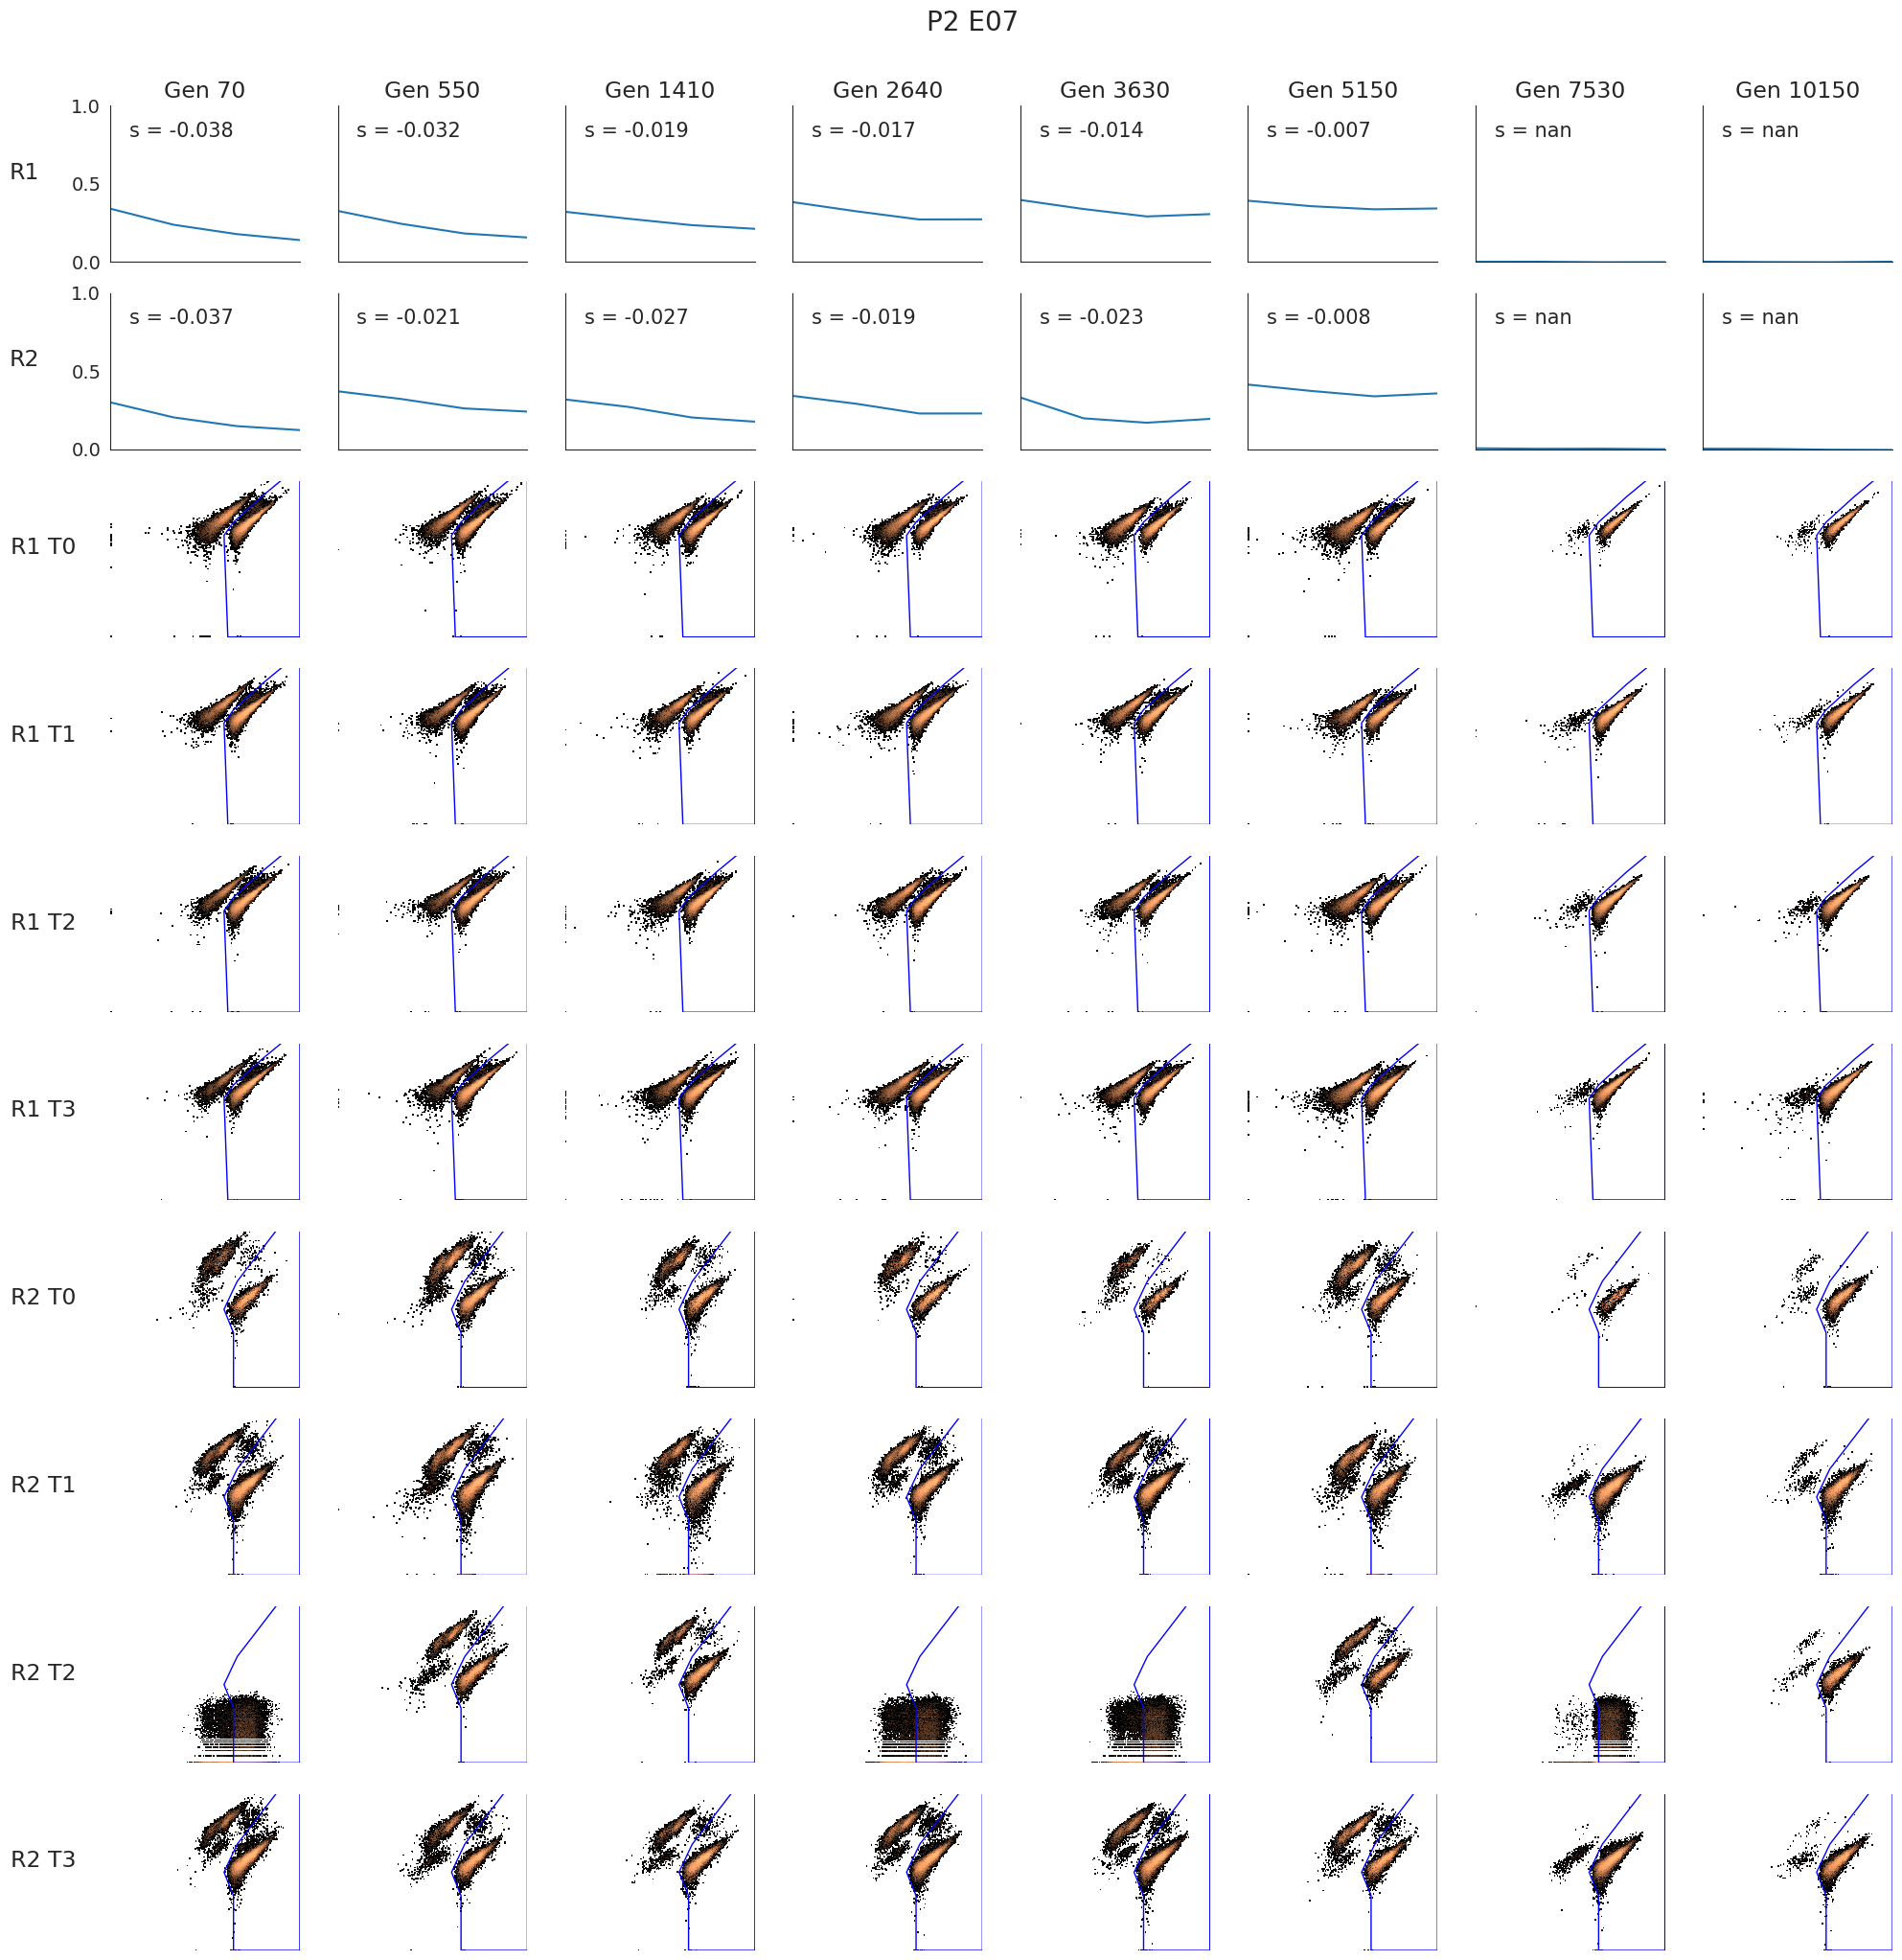 P2 E07
Gen 70 Gen 550 Gen 1410 Gen 2640 Gen 3630 Gen 5150 Gen 7530 Gen 10150
1.0
s = -0.038 s = -0.032 s = -0.019 s = -0.017 s = -0.014 s = -0.007 s = nan s = nan
R1
0.5
0.0
1.0
s = -0.037 s = -0.021 s = -0.027 s = -0.019 s = -0.023 s = -0.008 s = nan s = nan
R2
0.5
0.0
R1 T0
R1 T1
R1 T2
R1 T3
R2 T0
R2 T1
R2 T2
R2 T3